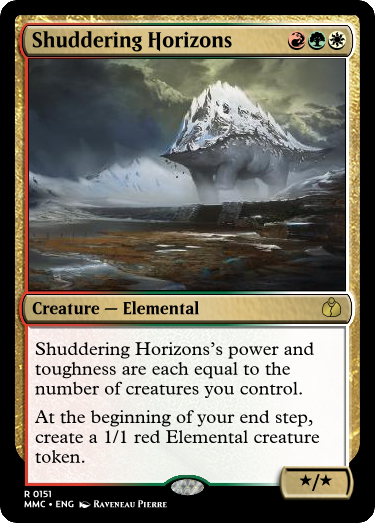 Shuddering Horizons
Creature — Elemental
Shuddering Horizons's power and
toughness are each equal to the
number of creatures you control.
At the beginning of your end step,
create a 1/1 red Elemental creature
token.
★/★
R 0151
MMC • ENG Raveneau Pierre